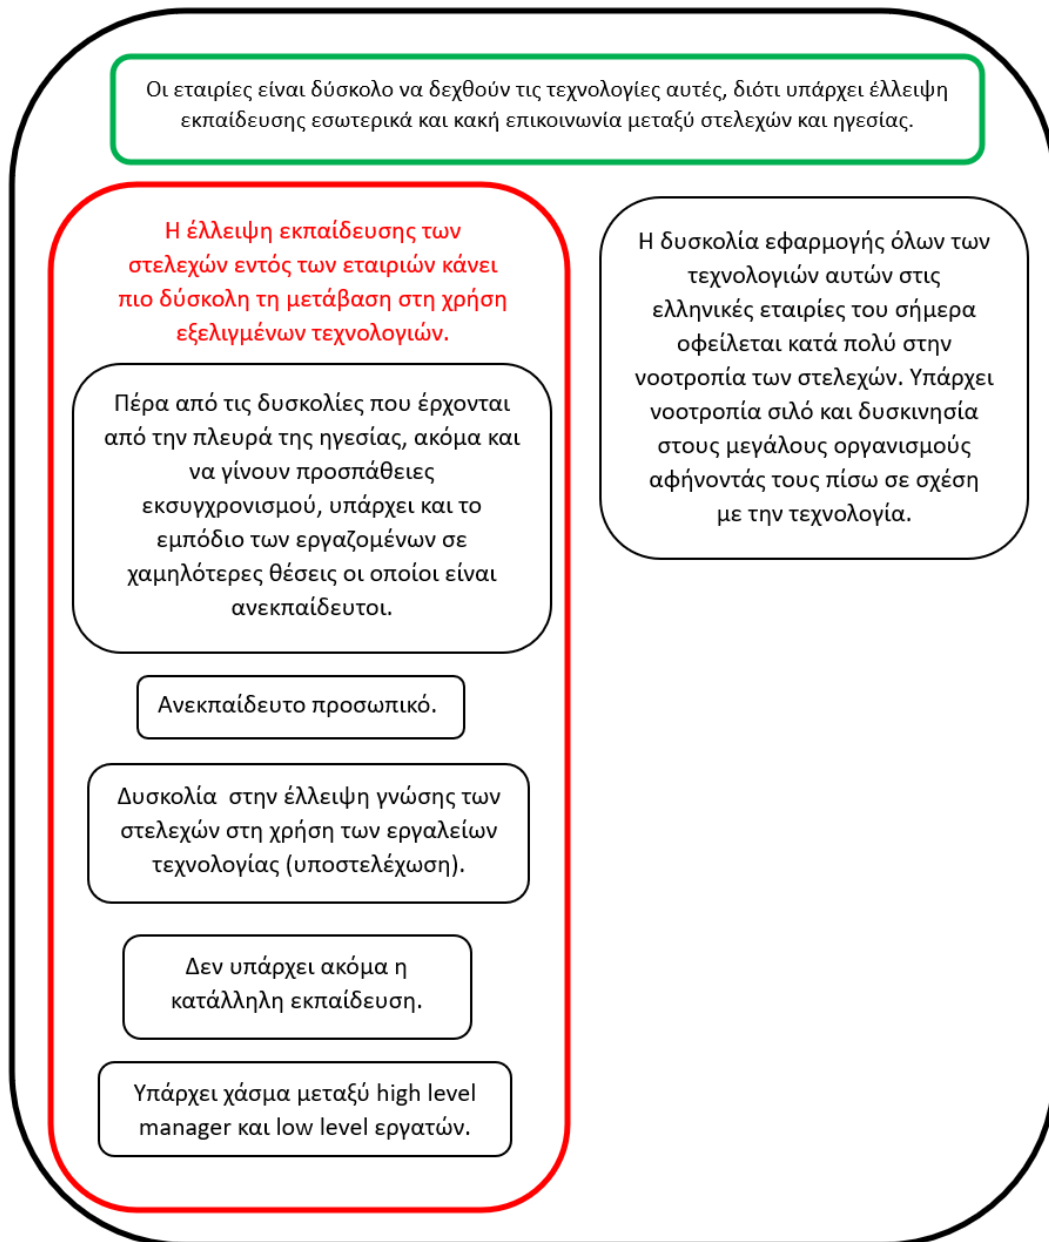 Οι εταιρίες είναι δύσκολο να δεχθούν τις τεχνολογίες αυτές, διότι υπάρχει έλλειψη
εκπαίδευσης εσωτερικά και κακή επικοινωνία μεταξύ στελεχών και ηγεσίας.
Η έλλειψη εκπαίδευσης των
στελεχών εντός των εταιριών κάνει
πιο δύσκολη τη μετάβαση στη χρήση
εξελιγμένων τεχνολογιών.
Πέρα από τις δυσκολίες που έρχονται
από την πλευρά της ηγεσίας, ακόμα και
να γίνουν προσπάθειες
εκσυγχρονισμού, υπάρχει και το
εμπόδιο των εργαζομένων σε
χαμηλότερες θέσεις οι οποίοι είναι
ανεκπαίδευτοι.
Ανεκπαίδευτο προσωπικό.
Δυσκολία  στην έλλειψη γνώσης των
στελεχών στη χρήση των εργαλείων
τεχνολογίας (υποστελέχωση).
Δεν υπάρχει ακόμα η
κατάλληλη εκπαίδευση.
Υπάρχει χάσμα μεταξύ high level
manager και low level εργατών.
Η δυσκολία εφαρμογής όλων των
τεχνολογιών αυτών στις
ελληνικές εταιρίες του σήμερα
οφείλεται κατά πολύ στην
νοοτροπία των στελεχών. Υπάρχει
νοοτροπία σιλό και δυσκινησία
στους μεγάλους οργανισμούς
αφήνοντάς τους πίσω σε σχέση
με την τεχνολογία.